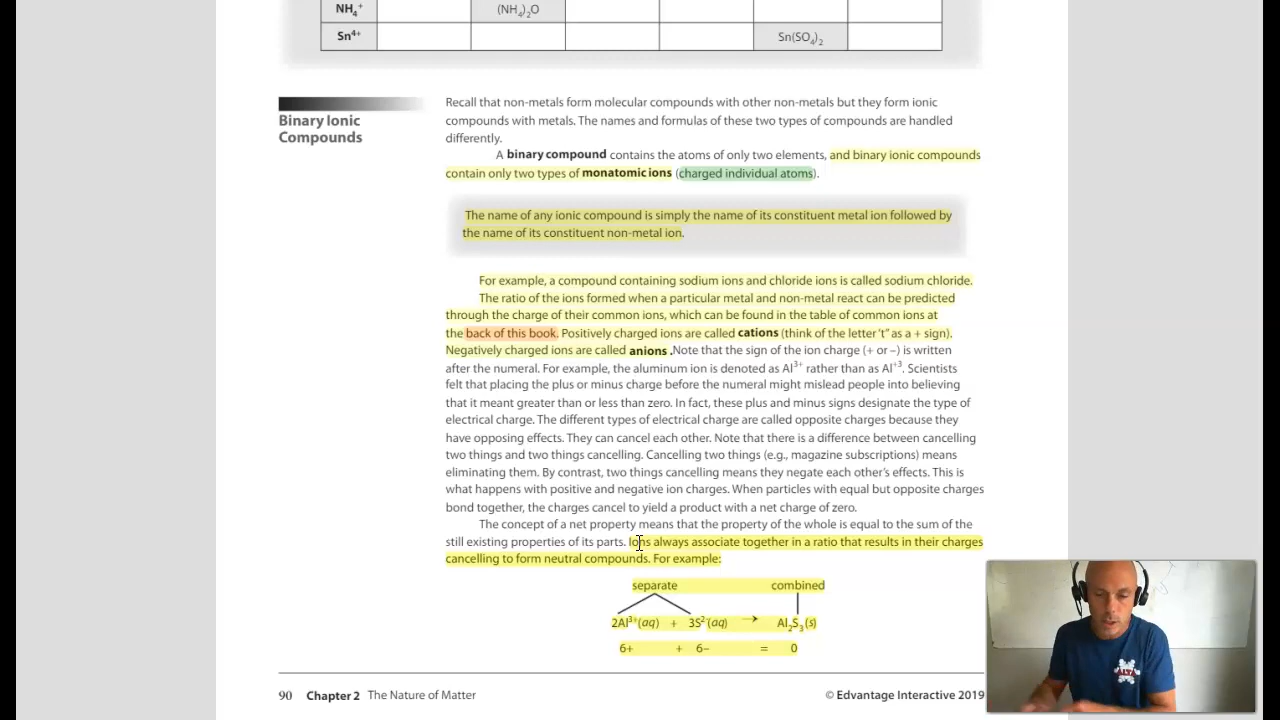 NH₄⁺ (NH₄)₂O
Sn⁴⁺ Sn(SO₄)₂
Binary Ionic
Compounds
Recall that non-metals form molecular compounds with other non-metals but they form ionic
compounds with metals. The names and formulas of these two types of compounds are handled
differently.
A binary compound contains the atoms of only two elements, and binary ionic compounds
contain only two types of monatomic ions (charged individual atoms).
The name of any ionic compound is simply the name of its constituent metal ion followed by
the name of its constituent non-metal ion.
For example, a compound containing sodium ions and chloride ions is called sodium chloride.
The ratio of the ions formed when a particular metal and non-metal react can be predicted
through the charge of their common ions, which can be found in the table of common ions at
the back of this book. Positively charged ions are called cations (think of the letter ‘t’ as a + sign).
Negatively charged ions are called anions. Note that the sign of the ion charge (+ or –) is written
after the numeral. For example, the aluminum ion is denoted as Al³⁺ rather than as Al⁺³. Scientists
felt that placing the plus or minus charge before the numeral might mislead people into believing
that it meant greater than or less than zero. In fact, these plus and minus signs designate the type of
electrical charge. The different types of electrical charge are called opposite charges because they
have opposing effects. They can cancel each other. Note that there is a difference between cancelling
two things and two things cancelling. Cancelling two things (e.g., magazine subscriptions) means
eliminating them. By contrast, two things cancelling means they negate each other’s effects. This is
what happens with positive and negative ion charges. When particles with equal but opposite charges
bond together, the charges cancel to yield a product with a net charge of zero.
The concept of a net property means that the property of the whole is equal to the sum of the
still existing properties of its parts. Ions always associate together in a ratio that results in their charges
cancelling to form neutral compounds. For example:
separate combined
2Al³⁺(aq) + 3S²⁻(aq) → Al₂S₃(s)
6+ + 6– = 0
90 Chapter 2 The Nature of Matter © Edvantage Interactive 2019